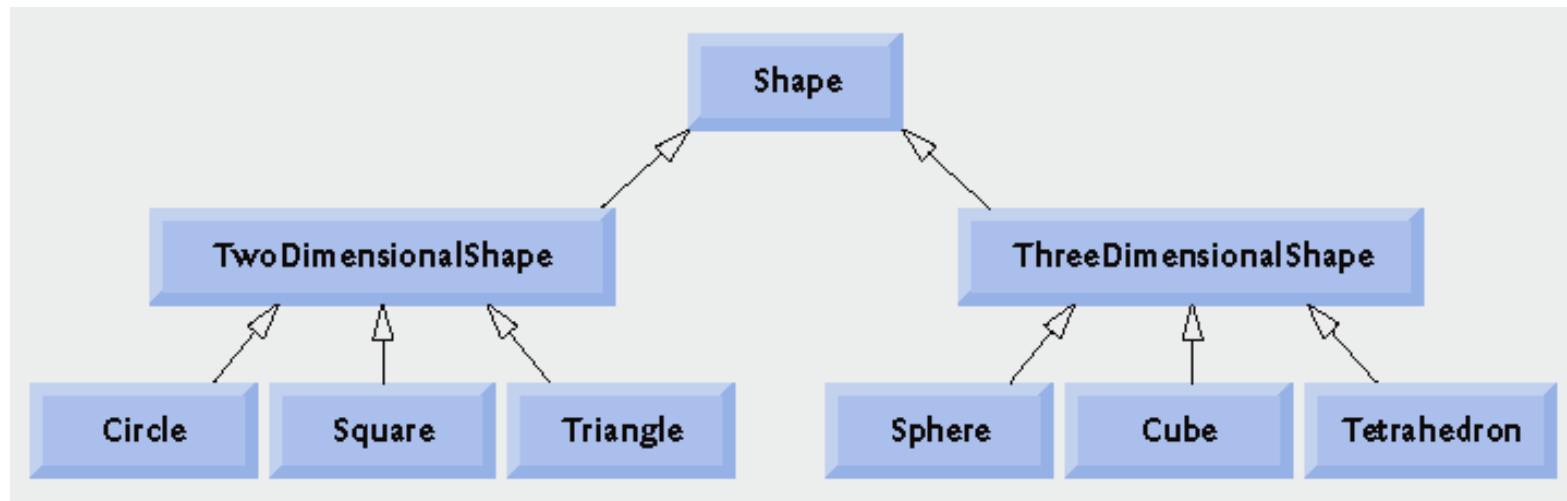 Shape
TwoDimensionalShape
ThreeDimensionalShape
Circle
Square
Triangle
Sphere
Cube
Tetrahedron